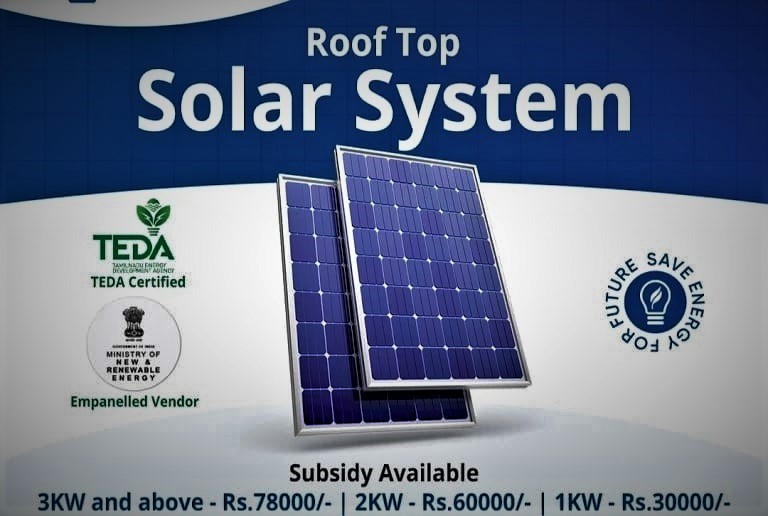 Roof Top
Solar System
TEDA
TAMILNADU ENERGY
DEVELOPMENT AGENCY
TEDA Certified
GOVERNMENT OF INDIA
MINISTRY OF
NEW &
RENEWABLE
ENERGY
Empanelled Vendor
SAVE ENERGY FOR FUTURE
Subsidy Available
3KW and above - Rs.78000/- | 2KW - Rs.60000/- | 1KW - Rs.30000/-